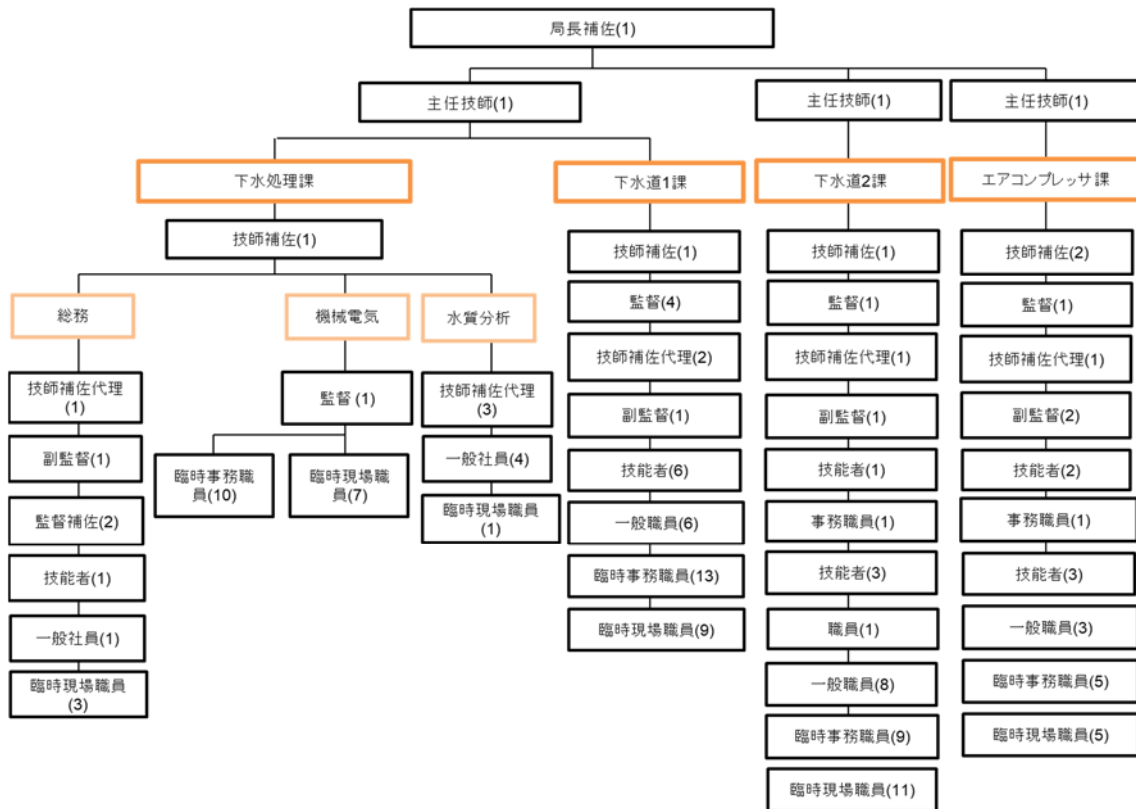 局長補佐(1)
主任技師(1)
主任技師(1)
主任技師(1)
下水処理課
下水道1課
下水道2課
エアコンプレッサ課
技師補佐(1)
総務
機械電気
水質分析
技師補佐代理
(1)
副監督(1)
監督補佐(2)
技能者(1)
一般社員(1)
臨時現場職員
(3)
監督(1)
臨時事務職
員(10)
臨時現場職
員(7)
技師補佐代理
(3)
一般社員(4)
臨時現場職員
(1)
技師補佐(1)
監督(4)
技師補佐代理(2)
副監督(1)
技能者(6)
一般職員(6)
臨時事務職員(13)
臨時現場職員(9)
技師補佐(1)
監督(1)
技師補佐代理(1)
副監督(1)
技能者(1)
事務職員(1)
技能者(3)
職員(1)
一般職員(8)
臨時事務職員(9)
臨時現場職員(11)
技師補佐(2)
監督(1)
技師補佐代理(1)
副監督(2)
技能者(2)
事務職員(1)
技能者(3)
一般職員(3)
臨時事務職員(5)
臨時現場職員(5)